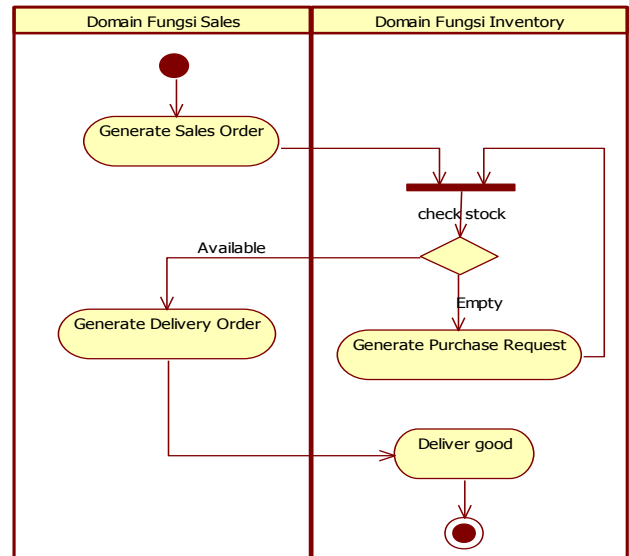 Domain Fungsi Sales
Domain Fungsi Inventory
Generate Sales Order
check stock
Available
Empty
Generate Delivery Order
Generate Purchase Request
Deliver good